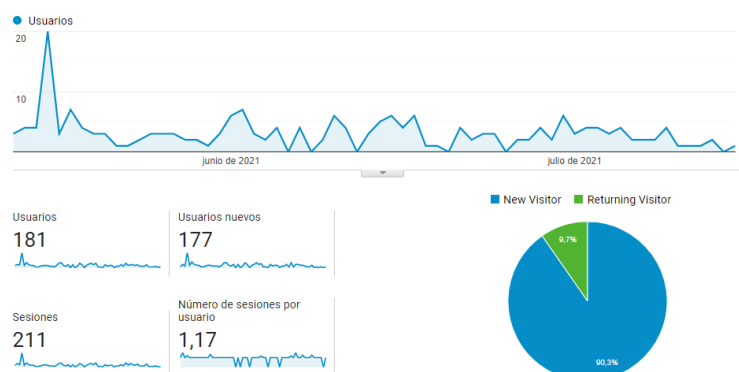 Usuarios
20
10
junio de 2021
julio de 2021
New Visitor
Returning Visitor
Usuarios
181
Usuarios nuevos
177
Sesiones
211
Número de sesiones por
usuario
1,17
9,7%
90,3%